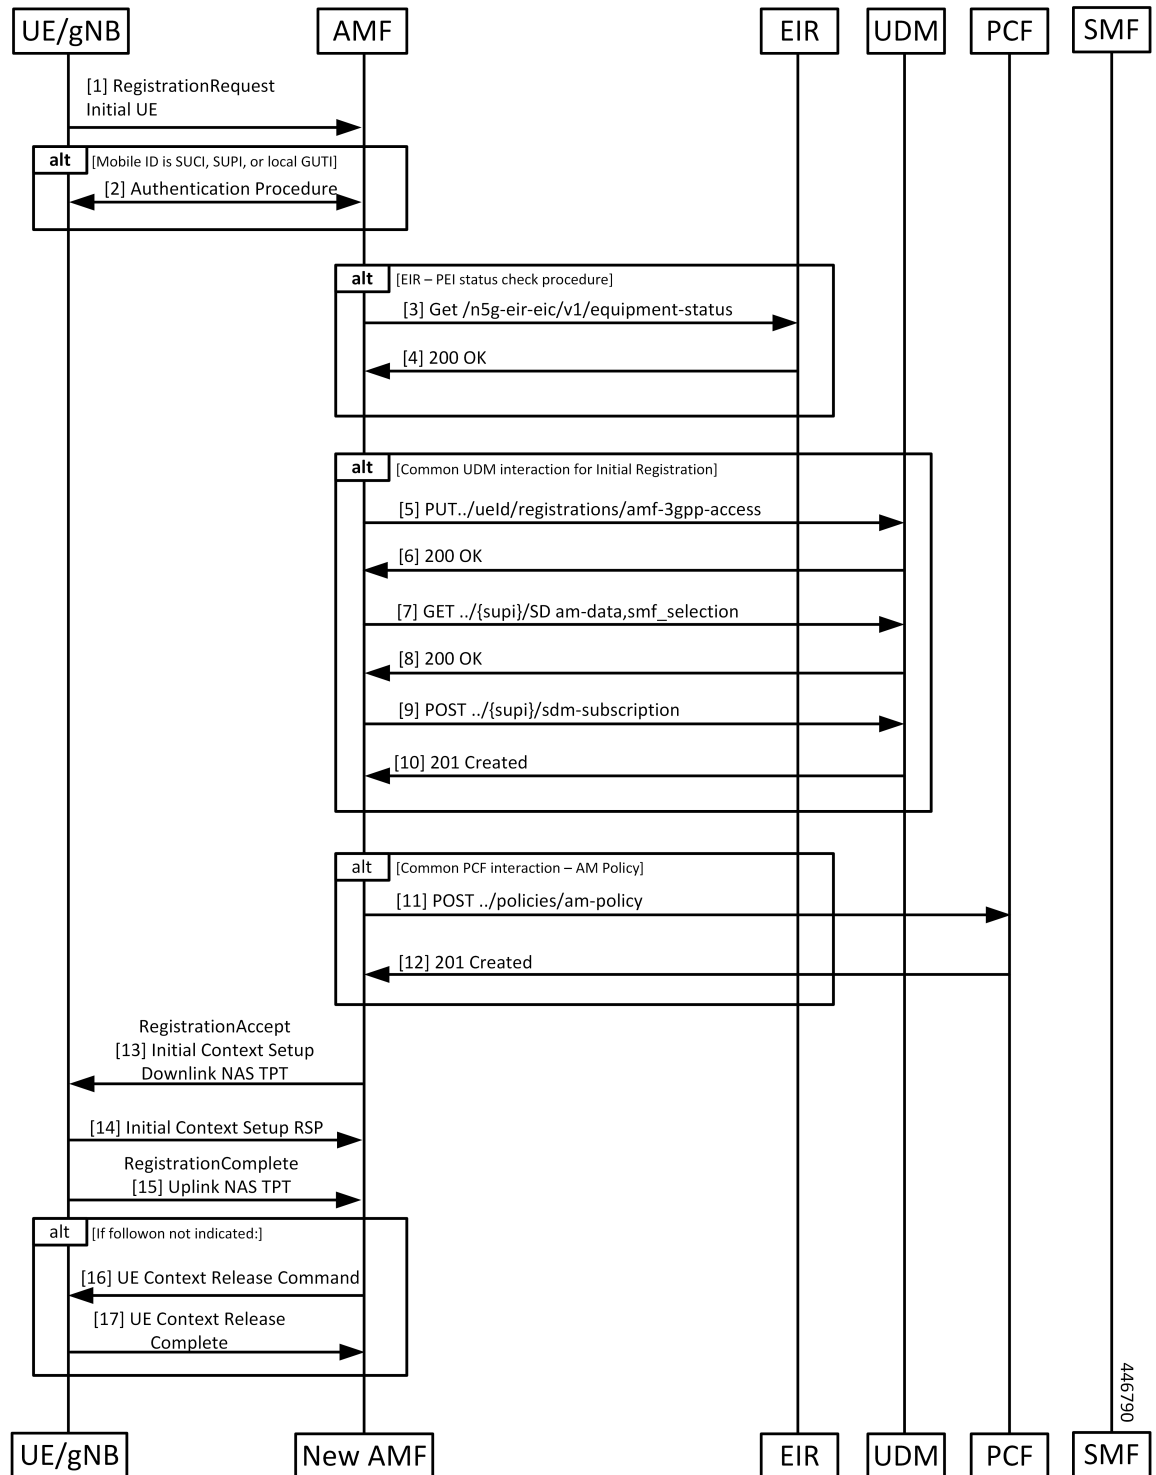 UE/gNB
AMF
EIR
UDM
PCF
SMF
[1] RegistrationRequest
Initial UE
alt
[Mobile ID is SUCI, SUPI, or local GUTI]
[2] Authentication Procedure
alt
[EIR – PEI status check procedure]
[3] Get /n5g-eir-eic/v1/equipment-status
[4] 200 OK
alt
[Common UDM interaction for Initial Registration]
[5] PUT../ueId/registrations/amf-3gpp-access
[6] 200 OK
[7] GET ../{supi}/SD am-data,smf_selection
[8] 200 OK
[9] POST ../{supi}/sdm-subscription
[10] 201 Created
alt
[Common PCF interaction – AM Policy]
[11] POST ../policies/am-policy
[12] 201 Created
RegistrationAccept
[13] Initial Context Setup
Downlink NAS TPT
[14] Initial Context Setup RSP
RegistrationComplete
[15] Uplink NAS TPT
alt
[If followon not indicated:]
[16] UE Context Release Command
[17] UE Context Release
Complete
446790
UE/gNB
New AMF
EIR
UDM
PCF
SMF